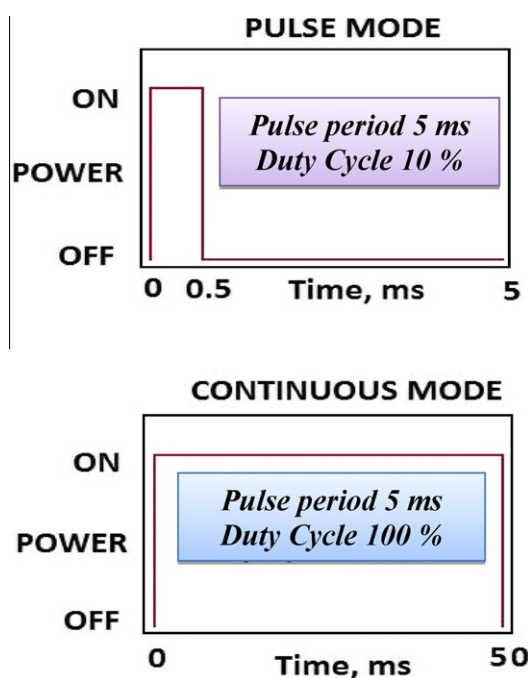 PULSE MODE
ON
Pulse period 5 ms
Duty Cycle 10 %
POWER
OFF
0 0.5 Time, ms 5
CONTINUOUS MODE
ON
Pulse period 5 ms
Duty Cycle 100 %
POWER
OFF
0 Time, ms 50